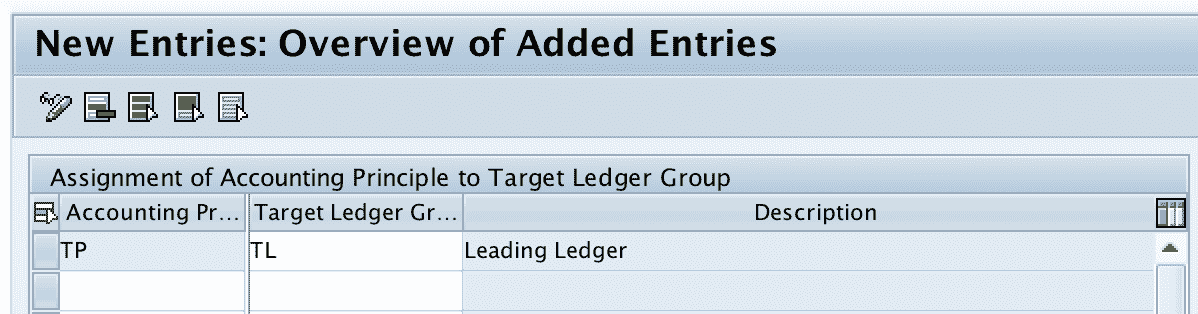 New Entries: Overview of Added Entries
Assignment of Accounting Principle to Target Ledger Group
Accounting Pr... Target Ledger Gr... Description
TP TL Leading Ledger